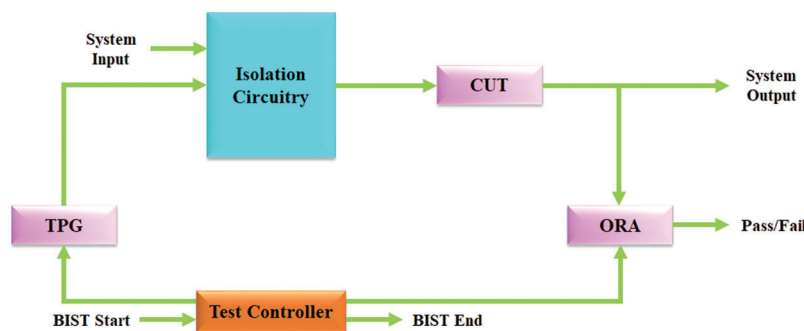 System
Input
Isolation
Circuitry
CUT
System
Output
TPG
ORA
Pass/Fail
Test Controller
BIST Start
BIST End